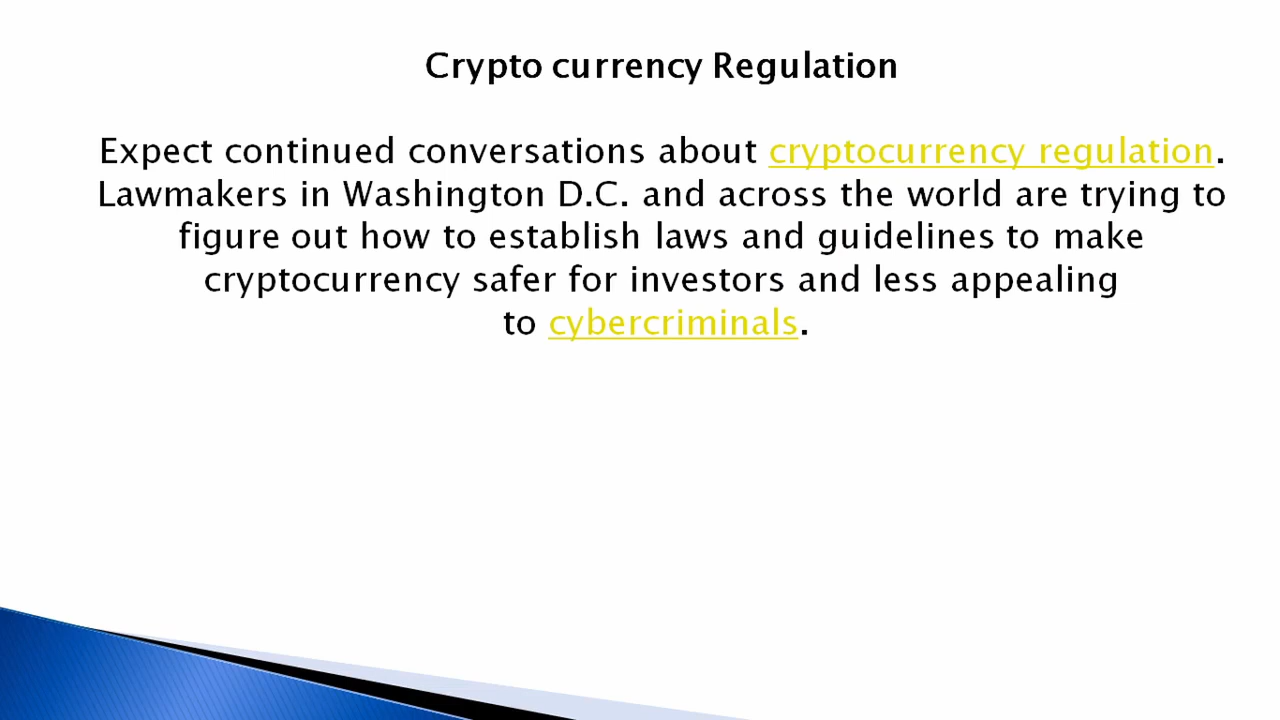 Crypto currency Regulation
Expect continued conversations about cryptocurrency regulation.
Lawmakers in Washington D.C. and across the world are trying to
figure out how to establish laws and guidelines to make
cryptocurrency safer for investors and less appealing
to cybercriminals.